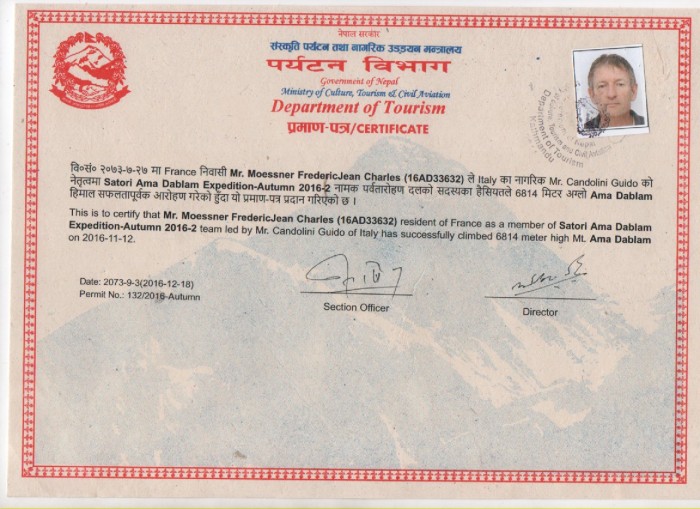 नेपाल सरकार
संस्कृति पर्यटन तथा नागरिक उड्डयन मन्त्रालय
पर्यटन विभाग
Government of Nepal
Ministry of Culture, Tourism & Civil Aviation
Department of Tourism
प्रमाण-पत्र/CERTIFICATE
Department of Tourism
Kathmandu
वि०सं० २०७३-७-२७ मा France निवासी Mr. Moessner FredericJean Charles (16AD33632) ले Italy का नागरिक Mr. Candolini Guido को
नेतृत्वमा Satori Ama Dablam Expedition-Autumn 2016-2 नामक पर्वतारोहण दलको सदस्यका हैसियतले 6814 मिटर अग्लो Ama Dablam
हिमाल सफलतापूर्वक आरोहण गरेको हुँदा यो प्रमाण-पत्र प्रदान गरिएको छ ।
This is to certify that Mr. Moessner FredericJean Charles (16AD33632) resident of France as a member of Satori Ama Dablam
Expedition-Autumn 2016-2 team led by Mr. Candolini Guido of Italy has successfully climbed 6814 meter high Mt. Ama Dablam
on 2016-11-12.
Date: 2073-9-3(2016-12-18)
Permit No.: 132/2016-Autumn
Section Officer
Director